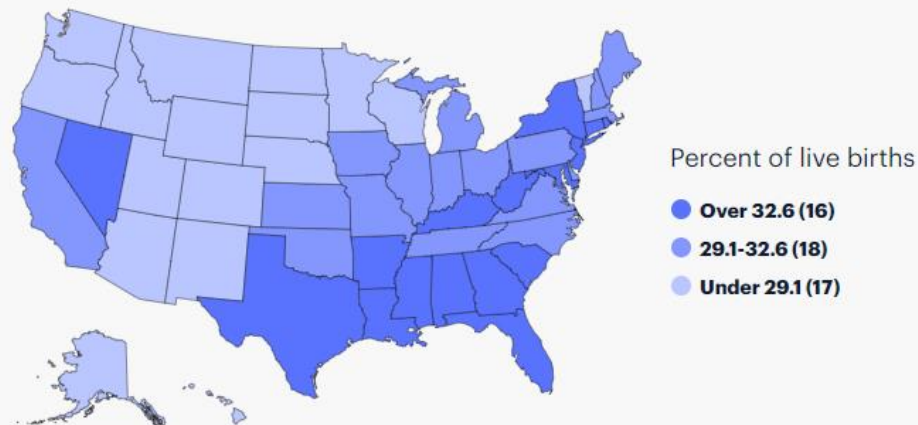 Percent of live births
Over 32.6 (16)
29.1-32.6 (18)
Under 29.1 (17)